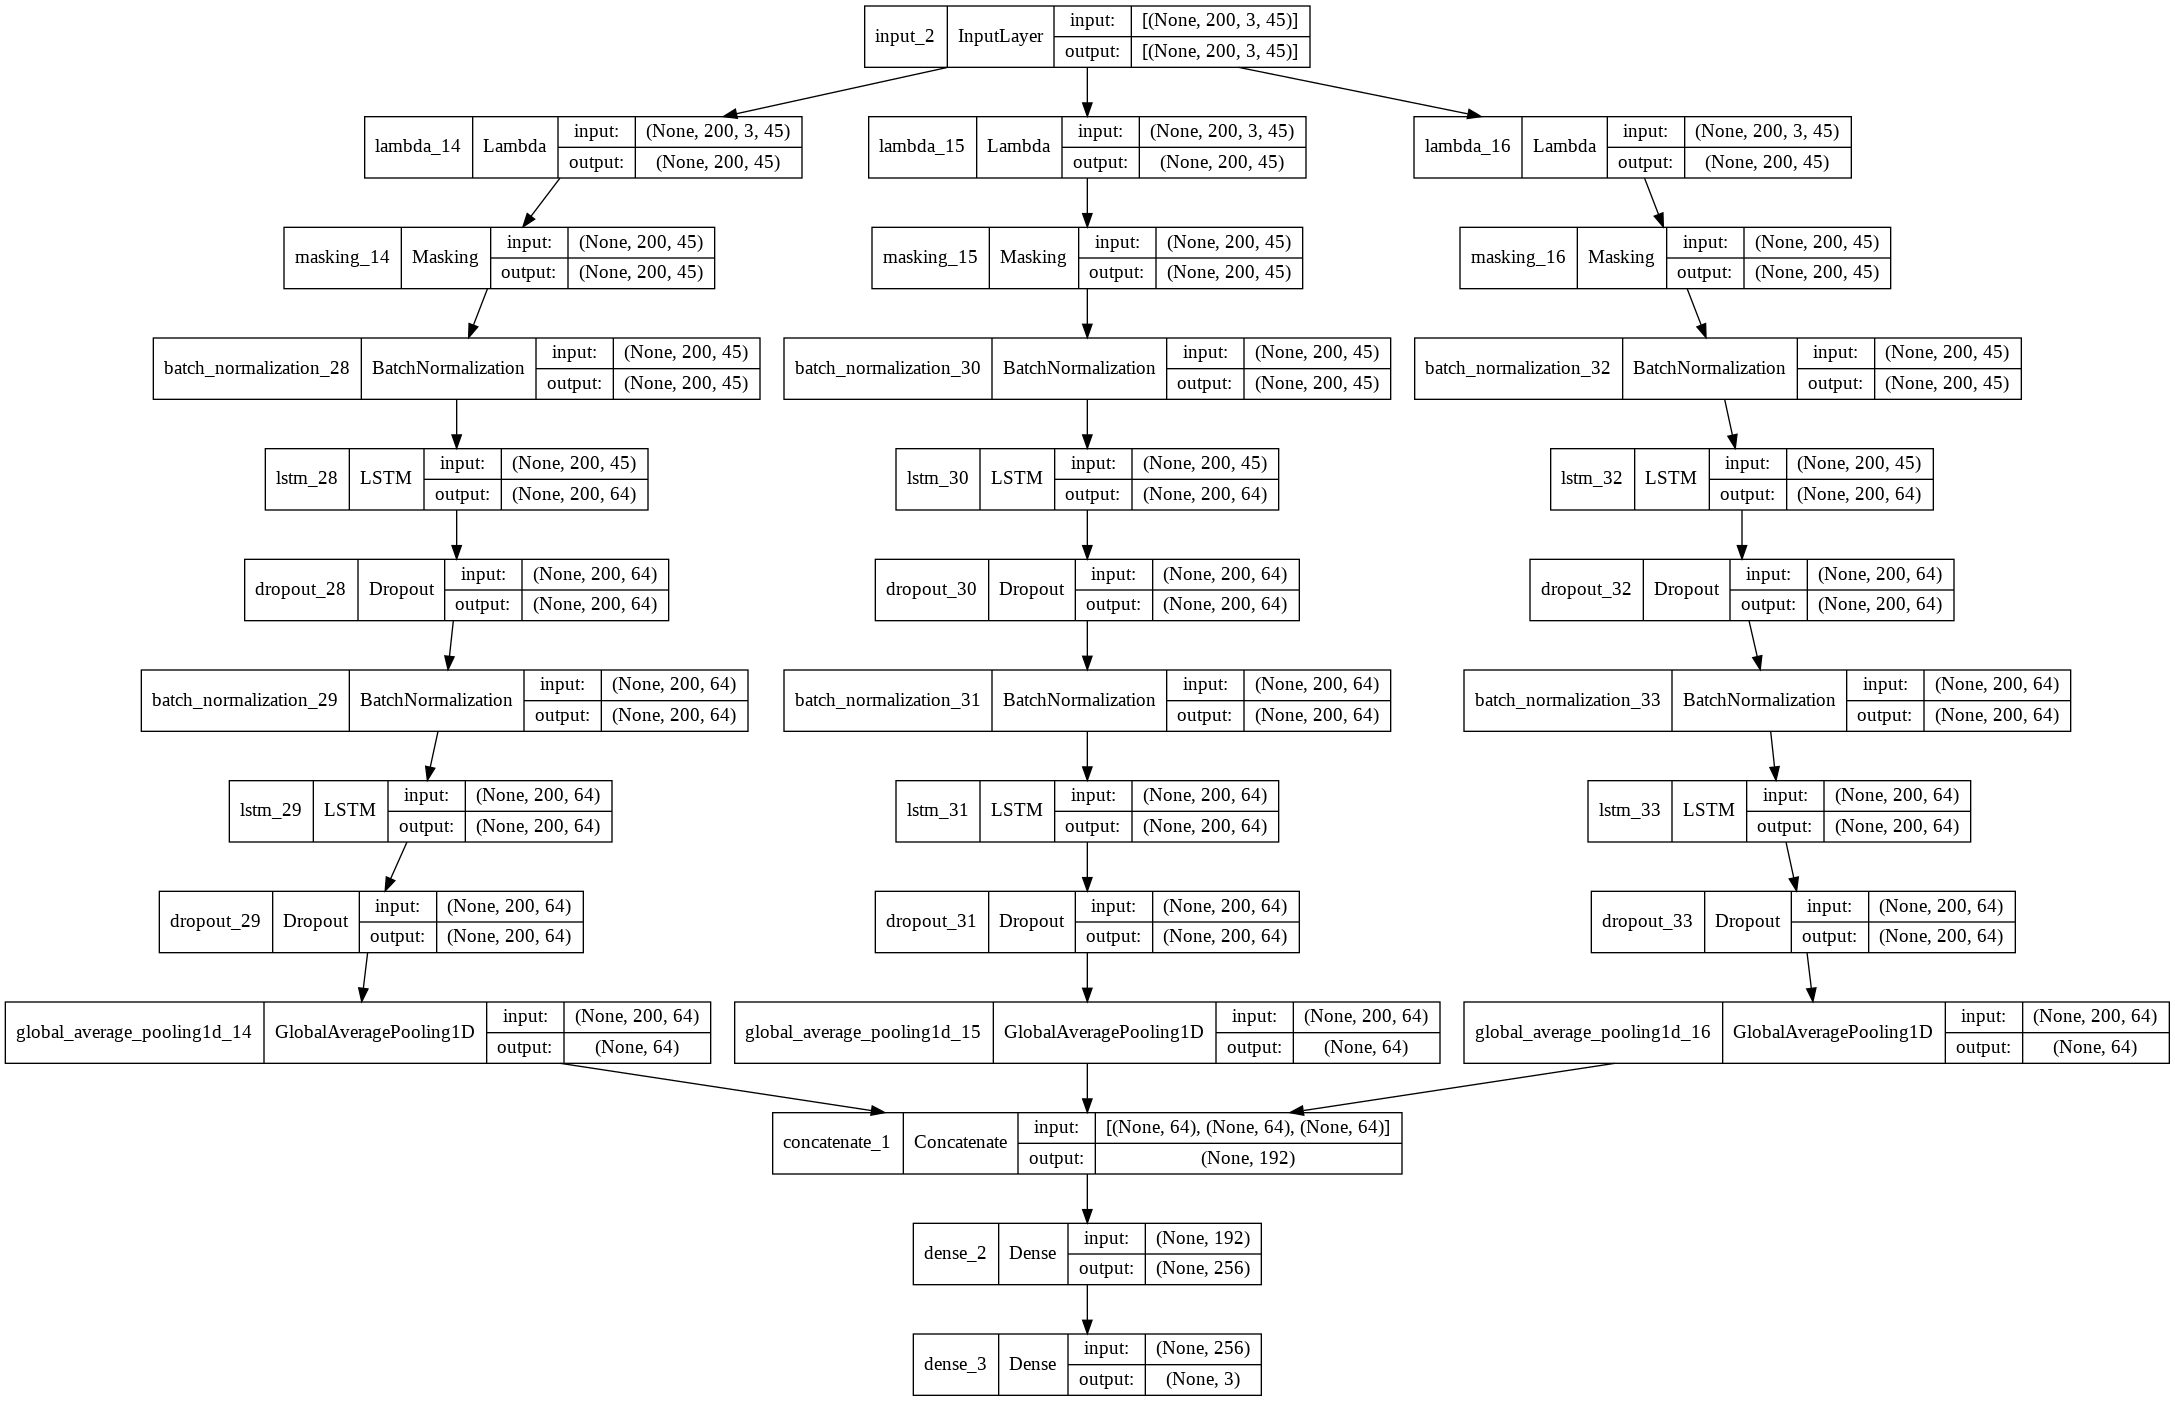 input_2 InputLayer input: [(None, 200, 3, 45)]
output: [(None, 200, 3, 45)]
lambda_14 Lambda input: (None, 200, 3, 45)
output: (None, 200, 45)
lambda_15 Lambda input: (None, 200, 3, 45)
output: (None, 200, 45)
lambda_16 Lambda input: (None, 200, 3, 45)
output: (None, 200, 45)
masking_14 Masking input: (None, 200, 45)
output: (None, 200, 45)
masking_15 Masking input: (None, 200, 45)
output: (None, 200, 45)
masking_16 Masking input: (None, 200, 45)
output: (None, 200, 45)
batch_normalization_28 BatchNormalization input: (None, 200, 45)
output: (None, 200, 45)
batch_normalization_30 BatchNormalization input: (None, 200, 45)
output: (None, 200, 45)
batch_normalization_32 BatchNormalization input: (None, 200, 45)
output: (None, 200, 45)
lstm_28 LSTM input: (None, 200, 45)
output: (None, 200, 64)
lstm_30 LSTM input: (None, 200, 45)
output: (None, 200, 64)
lstm_32 LSTM input: (None, 200, 45)
output: (None, 200, 64)
dropout_28 Dropout input: (None, 200, 64)
output: (None, 200, 64)
dropout_30 Dropout input: (None, 200, 64)
output: (None, 200, 64)
dropout_32 Dropout input: (None, 200, 64)
output: (None, 200, 64)
batch_normalization_29 BatchNormalization input: (None, 200, 64)
output: (None, 200, 64)
batch_normalization_31 BatchNormalization input: (None, 200, 64)
output: (None, 200, 64)
batch_normalization_33 BatchNormalization input: (None, 200, 64)
output: (None, 200, 64)
lstm_29 LSTM input: (None, 200, 64)
output: (None, 200, 64)
lstm_31 LSTM input: (None, 200, 64)
output: (None, 200, 64)
lstm_33 LSTM input: (None, 200, 64)
output: (None, 200, 64)
dropout_29 Dropout input: (None, 200, 64)
output: (None, 200, 64)
dropout_31 Dropout input: (None, 200, 64)
output: (None, 200, 64)
dropout_33 Dropout input: (None, 200, 64)
output: (None, 200, 64)
global_average_pooling1d_14 GlobalAveragePooling1D input: (None, 200, 64)
output: (None, 64)
global_average_pooling1d_15 GlobalAveragePooling1D input: (None, 200, 64)
output: (None, 64)
global_average_pooling1d_16 GlobalAveragePooling1D input: (None, 200, 64)
output: (None, 64)
concatenate_1 Concatenate input: [(None, 64), (None, 64), (None, 64)]
output: (None, 192)
dense_2 Dense input: (None, 192)
output: (None, 256)
dense_3 Dense input: (None, 256)
output: (None, 3)